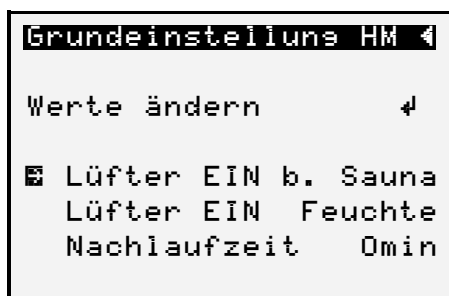 Grundeinstellung HM
Werte ändern
Lüfter EIN b. Sauna
Lüfter EIN Feuchte
Nachlaufzeit 0min